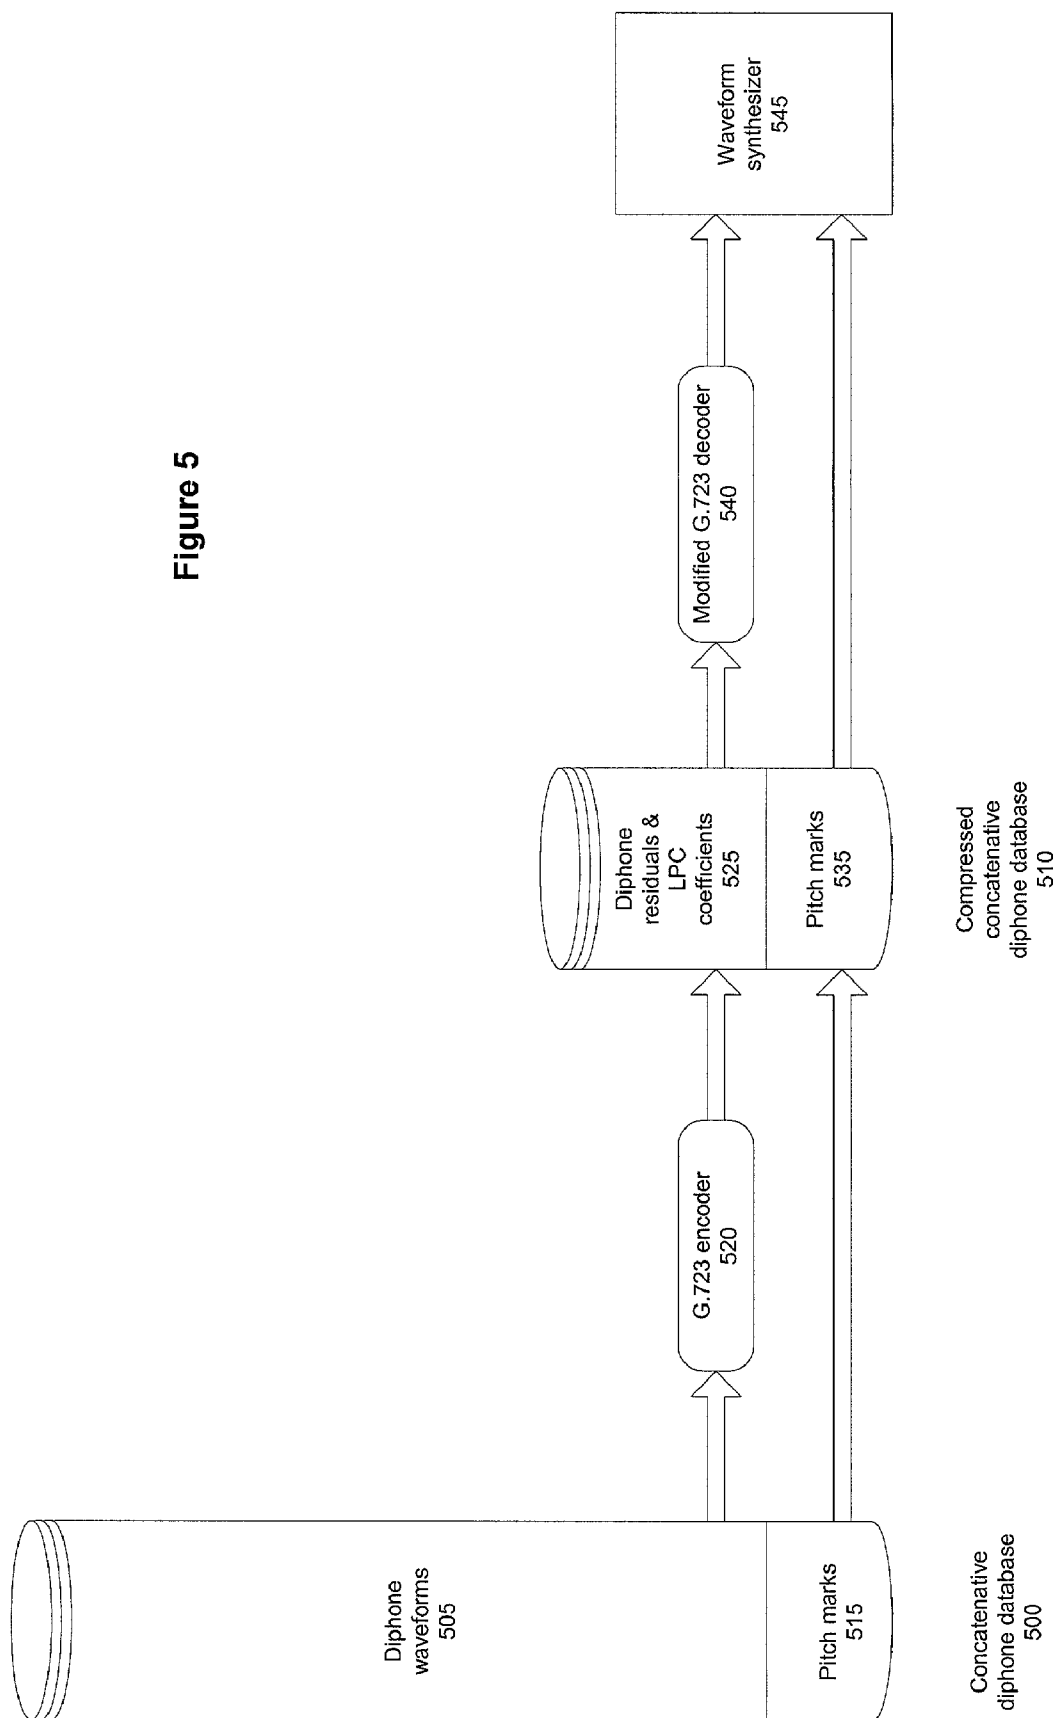 Figure 5
Diphone
waveforms
505
Pitch marks
515
Concatenative
diphone database
500
G.723 encoder
520
Diphone
residuals &
LPC
coefficients
525
Pitch marks
535
Compressed
concatenative
diphone database
510
Modified G.723 decoder
540
Waveform
synthesizer
545